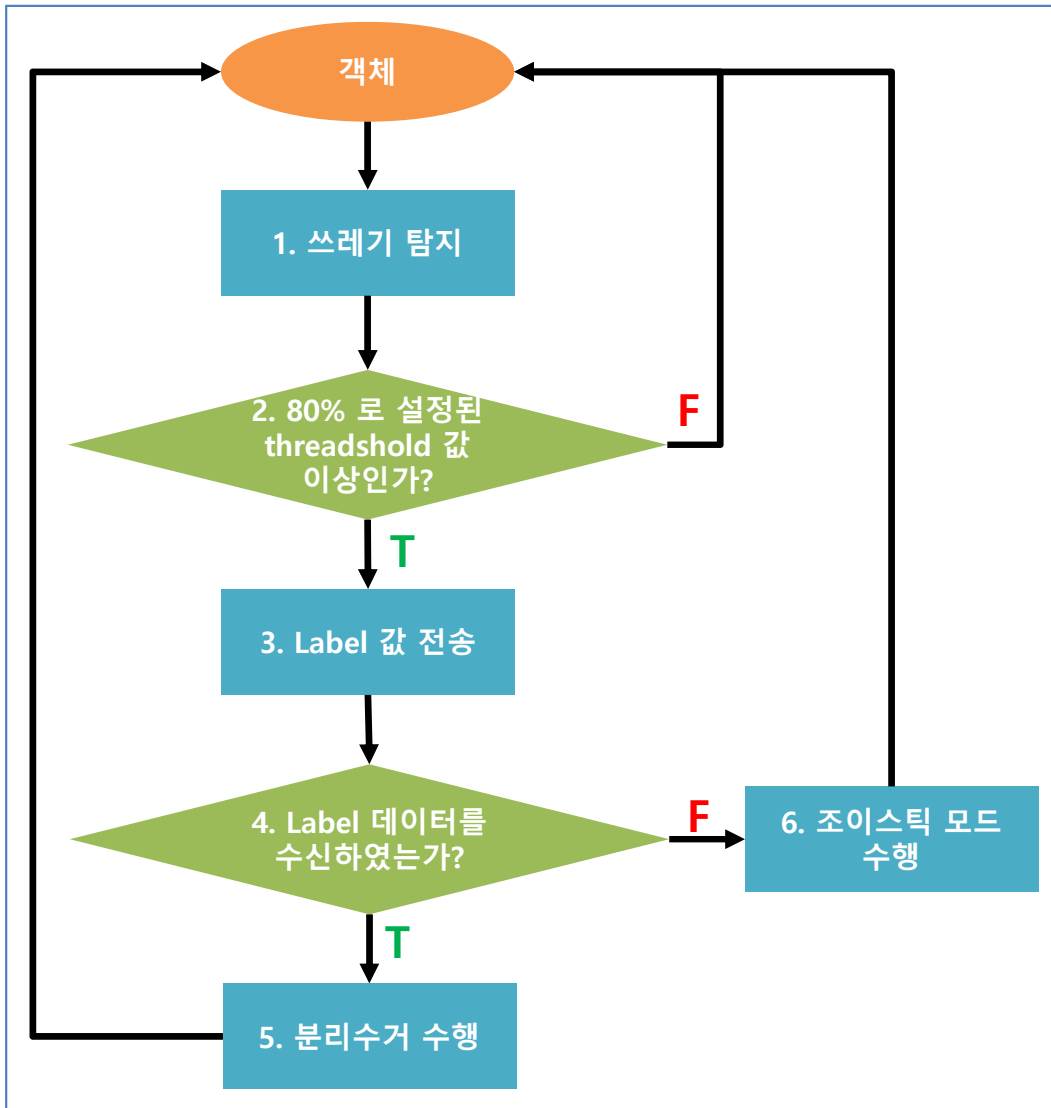 객체
1. 쓰레기 탐지
2. 80% 로 설정된
threadshold 값
이상인가?
F
T
3. Label 값 전송
4. Label 데이터를
수신하였는가?
F
6. 조이스틱 모드
수행
T
5. 분리수거 수행